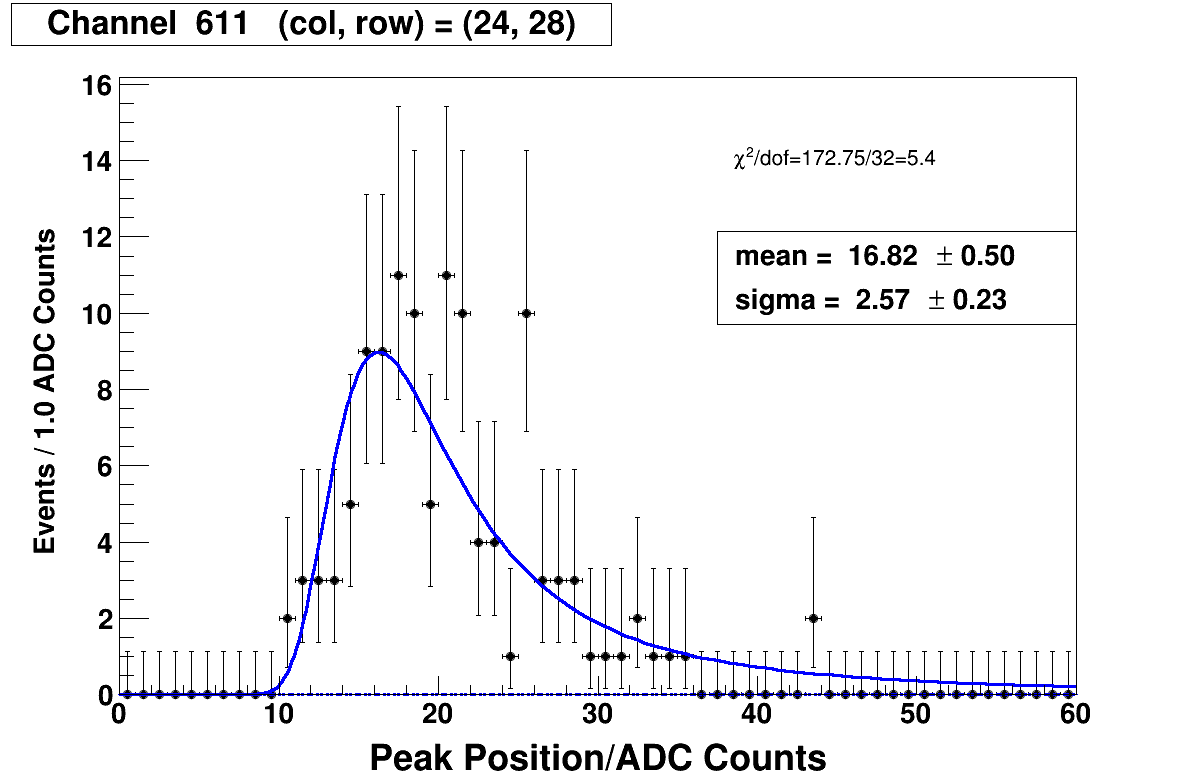 Channel 611 (col, row) = (24, 28)
16
14
12
10
8
6
4
2
0
Events / 1.0 ADC Counts
χ²/dof=172.75/32=5.4
mean = 16.82 ± 0.50
sigma = 2.57 ± 0.23
0 10 20 30 40 50 60
Peak Position/ADC Counts